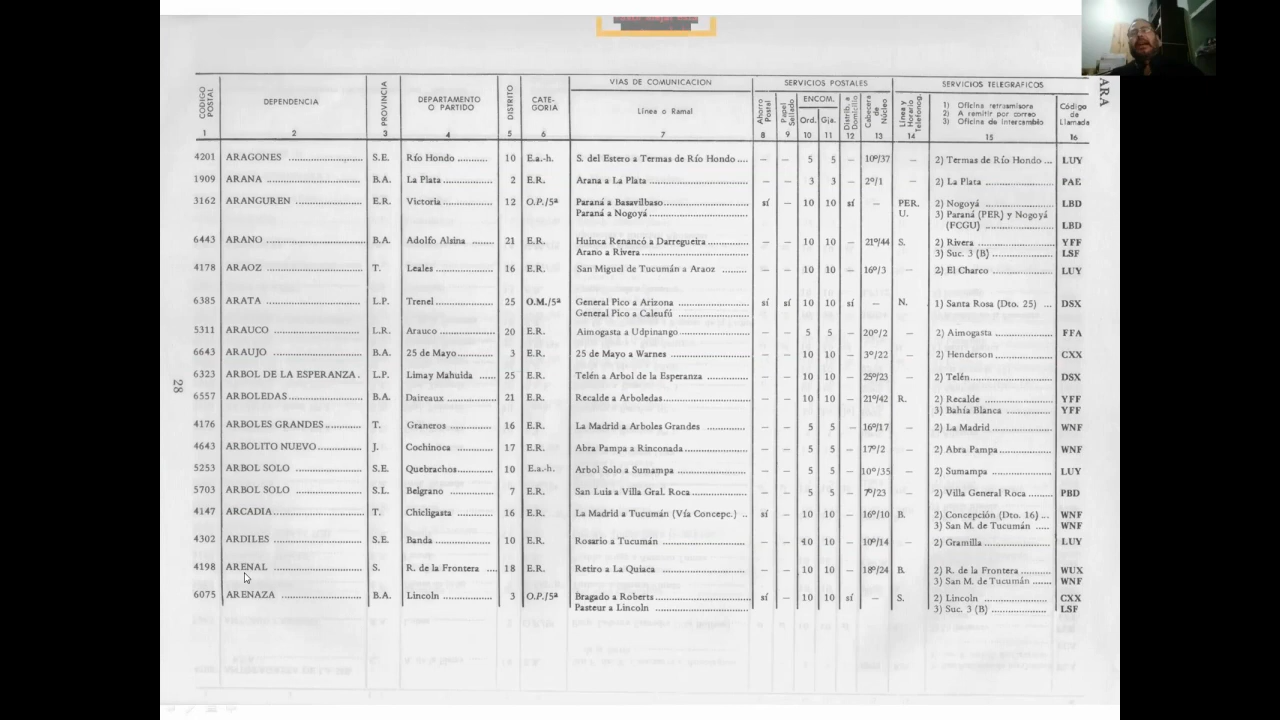 ARA
VIAS DE COMUNICACION SERVICIOS POSTALES SERVICIOS TELEGRAFICOS
CODIGO POSTAL DEPENDENCIA PROVINCIA DEPARTAMENTO O PARTIDO DISTRITO CATE-GORIA Línea o Ramal Ahorro Postal Papel Sellado ENCOM. Ord. Gja. Distrib. a Domicilio Cabecera de Núcleo Línea y Horario Telefonog. 1) Oficina retrasmisora 2) A remitir por correo 3) Oficina de intercambio Código de Llamada
1 2 3 4 5 6 7 8 9 10 11 12 13 14 15 16
4201 ARAGONES S.E. Río Hondo 10 E.a.-h. S. del Estero a Termas de Río Hondo — — 5 5 — 10º/37 — 2) Termas de Río Hondo LUY
1909 ARANA B.A. La Plata 2 E.R. Arana a La Plata — — 3 3 — 2º/1 — 2) La Plata PAE
3162 ARANGUREN E.R. Victoria 12 O.P./5ª Paraná a Basavilbaso sí — 10 10 sí — PER. 2) Nogoyá LBD
Paraná a Nogoyá U. 3) Paraná (PER) y Nogoyá
(FCGU) LBD
6443 ARANO B.A. Adolfo Alsina 21 E.R. Huinca Renancó a Darregueira — — 10 10 — 21º/44 S. 2) Rivera YFF
Arano a Rivera 3) Suc. 3 (B) LSF
4178 ARAOZ T. Leales 16 E.R. San Miguel de Tucumán a Araoz — — 10 10 — 16º/3 — 2) El Charco LUY
6385 ARATA L.P. Trenel 25 O.M./5ª General Pico a Arizona sí sí 10 10 sí — N. 1) Santa Rosa (Dto. 25) DSX
General Pico a Caleufú
5311 ARAUCO L.R. Arauco 20 E.R. Aimogasta a Udpinango — — 5 5 — 20º/2 — 2) Aimogasta FFA
6643 ARAUJO B.A. 25 de Mayo 3 E.R. 25 de Mayo a Warnes — — 10 10 — 3º/22 — 2) Henderson CXX
6323 ARBOL DE LA ESPERANZA L.P. Limay Mahuida 25 E.R. Telén a Arbol de la Esperanza — — 10 10 — 25º/23 — 2) Telén DSX
6557 ARBOLEDAS B.A. Daireaux 21 E.R. Recalde a Arboledas — — 10 10 — 21º/42 R. 2) Recalde YFF
3) Bahía Blanca YFF
4176 ARBOLES GRANDES T. Graneros 16 E.R. La Madrid a Arboles Grandes — — 5 5 — 16º/17 — 2) La Madrid WNF
4643 ARBOLITO NUEVO J. Cochinoca 17 E.R. Abra Pampa a Rinconada — — 5 5 — 17º/2 — 2) Abra Pampa WNF
5253 ARBOL SOLO S.E. Quebrachos 10 E.a.-h. Arbol Solo a Sumampa — — 5 5 — 10º/35 — 2) Sumampa LUY
5703 ARBOL SOLO S.L. Belgrano 7 E.R. San Luis a Villa Gral. Roca — — 5 5 — 7º/23 — 2) Villa General Roca PBD
4147 ARCADIA T. Chicligasta 16 E.R. La Madrid a Tucumán (Vía Concepc.) sí — 10 10 — 16º/10 B. 2) Concepción (Dto. 16) WNF
3) San M. de Tucumán WNF
4302 ARDILES S.E. Banda 10 E.R. Rosario a Tucumán — — 10 10 — 10º/14 — 2) Gramilla LUY
4198 ARENAL S. R. de la Frontera 18 E.R. Retiro a La Quiaca — — 10 10 — 18º/24 B. 2) R. de la Frontera WUX
3) San M. de Tucumán WNF
6075 ARENAZA B.A. Lincoln 3 O.P./5ª Bragado a Roberts sí — 10 10 sí — S. 2) Lincoln CXX
Pasteur a Lincoln 3) Suc. 3 (B) LSF
28